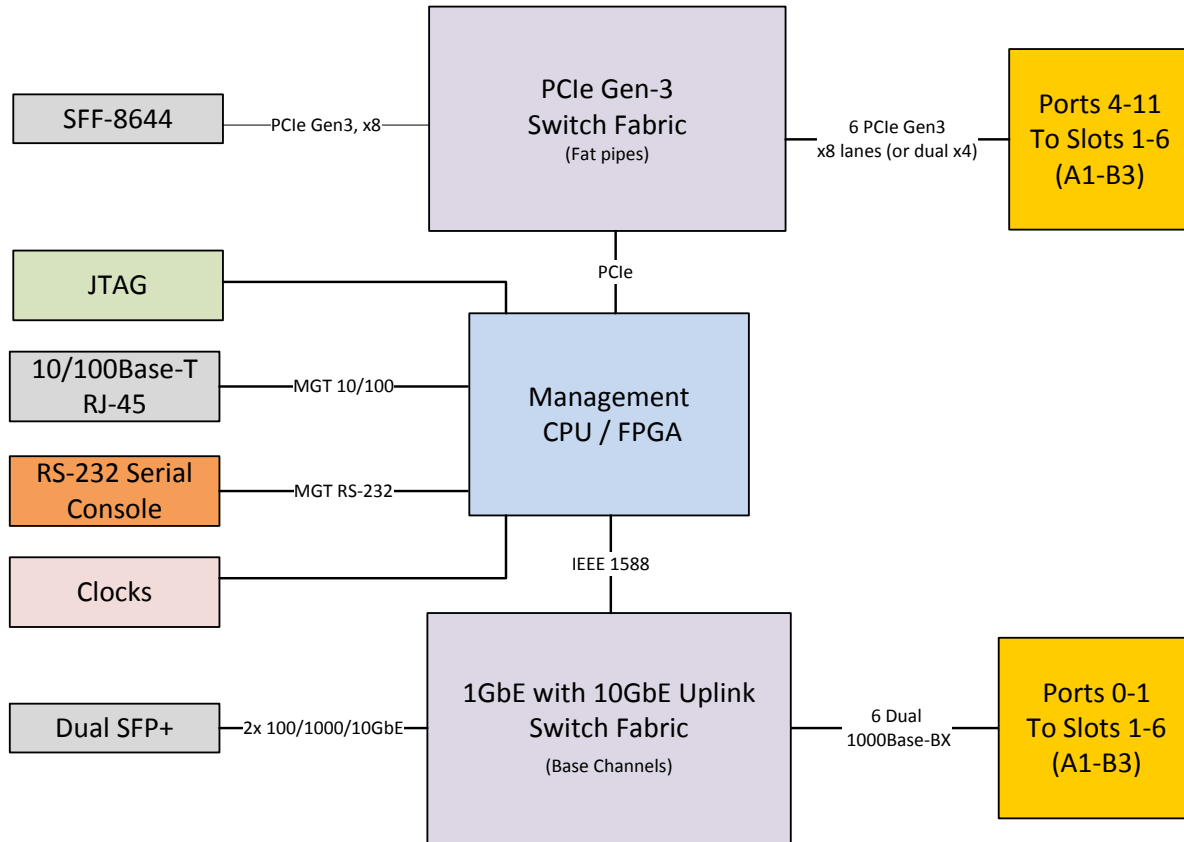 SFF-8644
PCIe Gen3, x8
PCIe Gen-3
Switch Fabric
(Fat pipes)
6 PCIe Gen3
x8 lanes (or dual x4)
Ports 4-11
To Slots 1-6
(A1-B3)
PCIe
JTAG
10/100Base-T
RJ-45
MGT 10/100
Management
CPU / FPGA
RS-232 Serial
Console
MGT RS-232
Clocks
IEEE 1588
Dual SFP+
2x 100/1000/10GbE
1GbE with 10GbE Uplink
Switch Fabric
(Base Channels)
6 Dual
1000Base-BX
Ports 0-1
To Slots 1-6
(A1-B3)